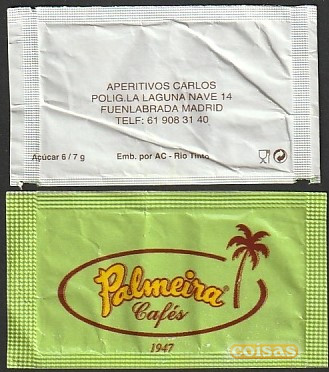 APERITIVOS CARLOS
POLIG.LA LAGUNA NAVE 14
FUENLABRADA MADRID
TELF: 61 908 31 40
Açúcar 6 / 7 g Emb. por AC - Rio Tinto
Palmeira
Cafés
1947
coisas